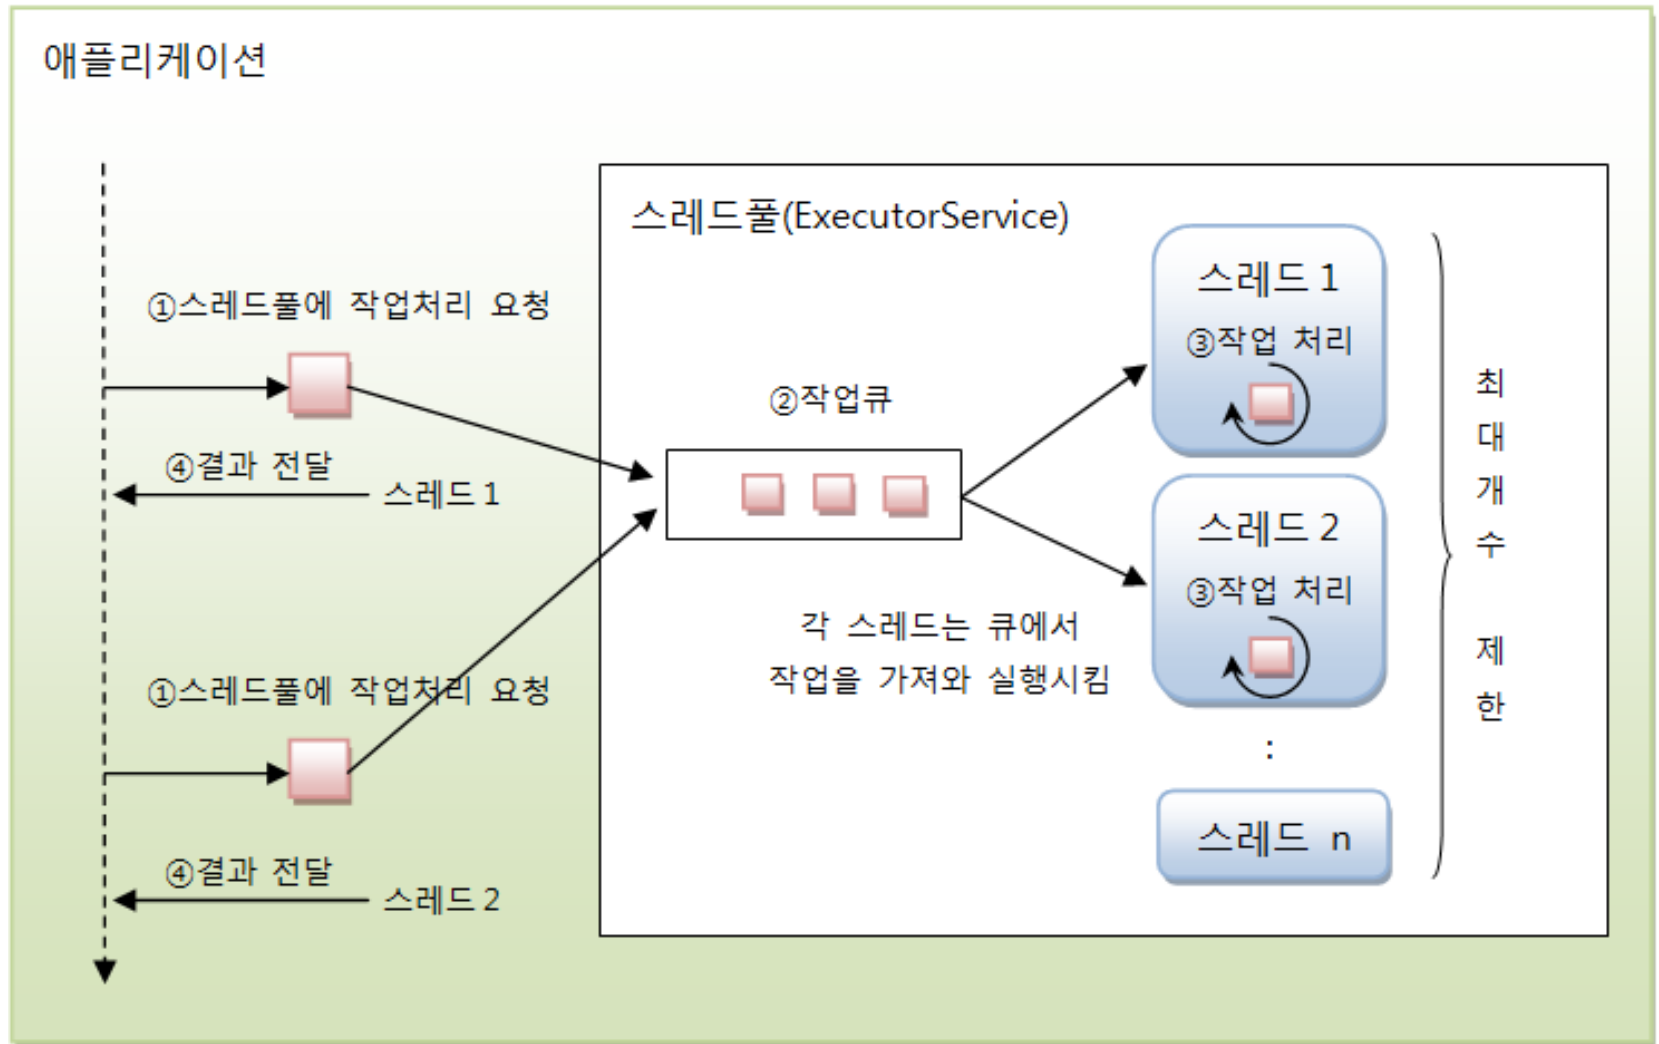 애플리케이션
스레드풀(ExecutorService)
①스레드풀에 작업처리 요청
④결과 전달
스레드 1
①스레드풀에 작업처리 요청
④결과 전달
스레드 2
②작업큐
각 스레드는 큐에서
작업을 가져와 실행시킴
스레드 1
③작업 처리
스레드 2
③작업 처리
:
스레드 n
최
대
개
수
제
한